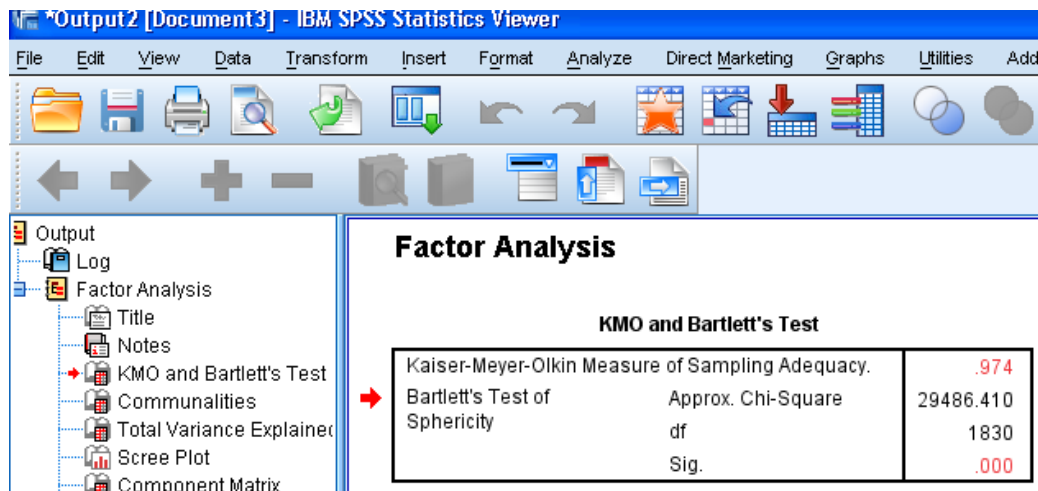 *Output2 [Document3] - IBM SPSS Statistics Viewer
File Edit View Data Transform Insert Format Analyze Direct Marketing Graphs Utilities Add
Output
Log
Factor Analysis
Title
Notes
KMO and Bartlett's Test
Communalities
Total Variance Explained
Scree Plot
Component Matrix
Factor Analysis
KMO and Bartlett's Test
Kaiser-Meyer-Olkin Measure of Sampling Adequacy. .974
Bartlett's Test of Sphericity Approx. Chi-Square 29486.410
df 1830
Sig. .000